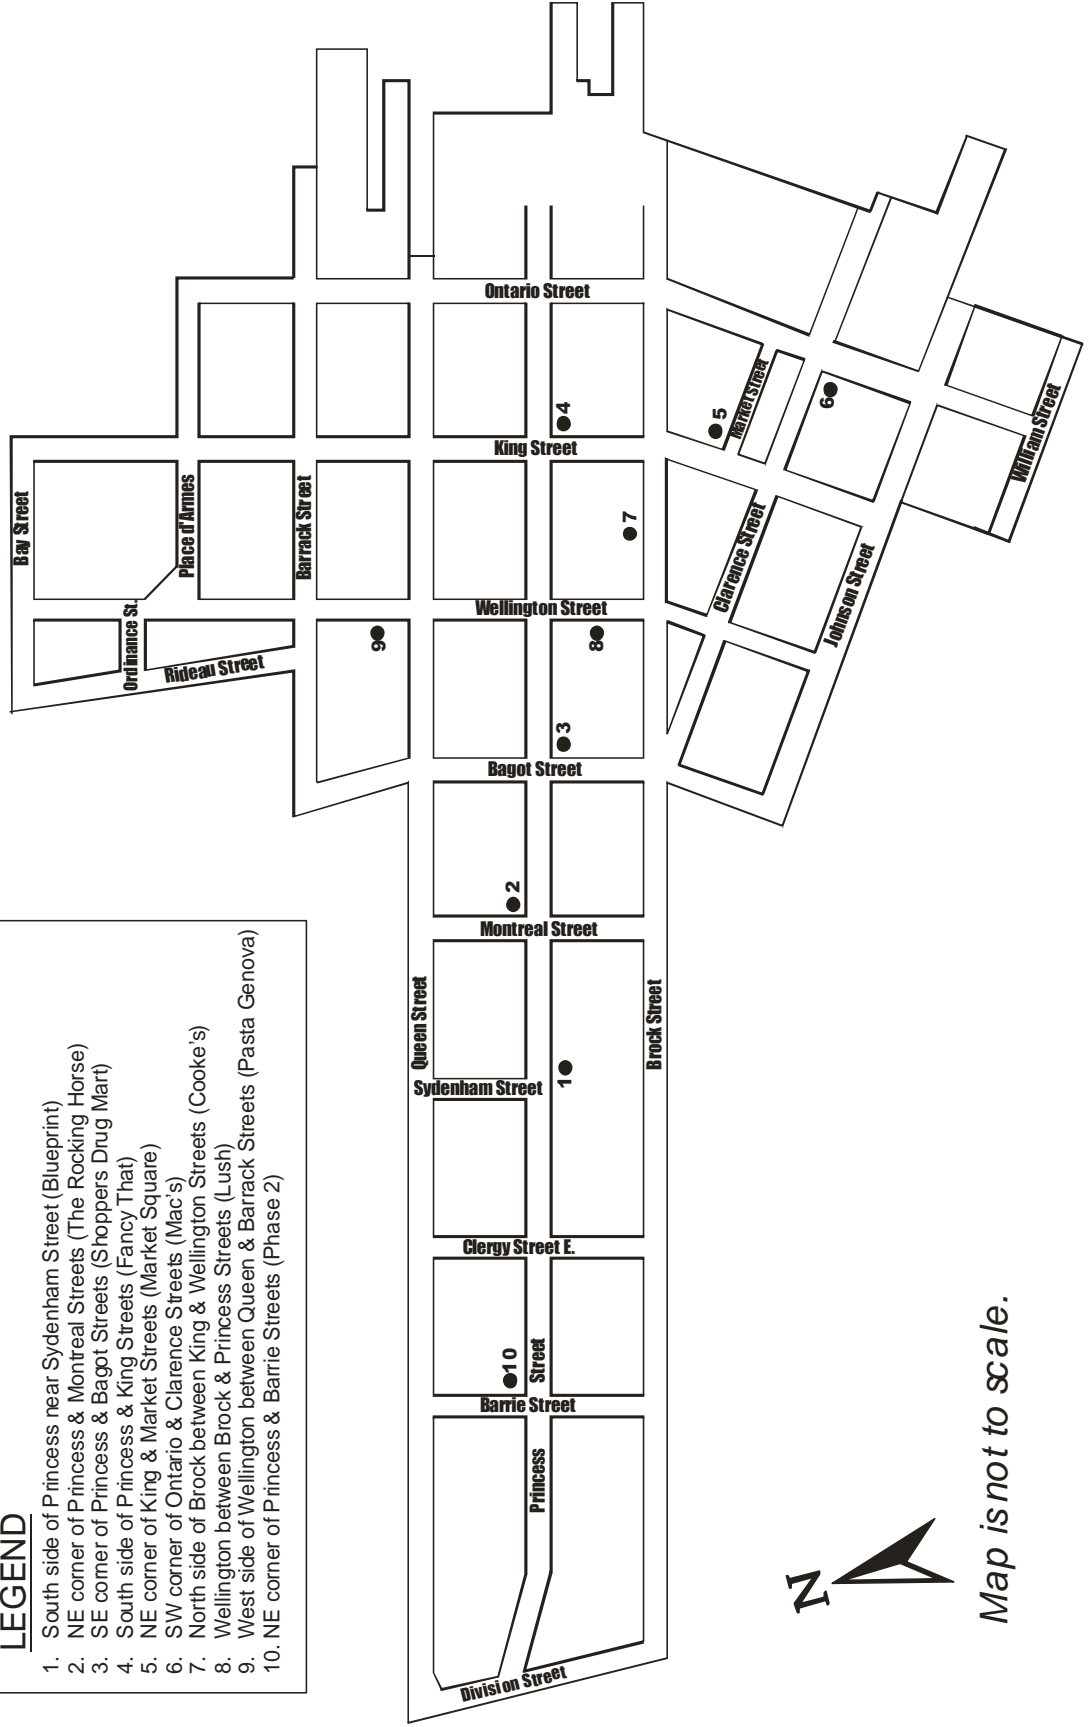 LEGEND
1. South side of Princess near Sydenham Street (Blueprint)
2. NE corner of Princess & Montreal Streets (The Rocking Horse)
3. SE corner of Princess & Bagot Streets (Shoppers Drug Mart)
4. South side of Princess & King Streets (Fancy That)
5. NE corner of King & Market Streets (Market Square)
6. SW corner of Ontario & Clarence Streets (Mac's)
7. North side of Brock between King & Wellington Streets (Cooke's)
8. Wellington between Brock & Princess Streets (Lush)
9. West side of Wellington between Queen & Barrack Streets (Pasta Genova)
10. NE corner of Princess & Barrie Streets (Phase 2)
Bay Street
Place d'Armes
Barrack Street
Ordinance St.
Rideau Street
Ontario Street
King Street
Wellington Street
Bagot Street
Montreal Street
Queen Street
Sydenham Street
Brock Street
Clergy Street E.
Street
Barrie Street
Princess
Division Street
Market Street
Clarence Street
Johnson Street
William Street
4
5
6
7
8
9
3
2
1
10
N
Map is not to scale.